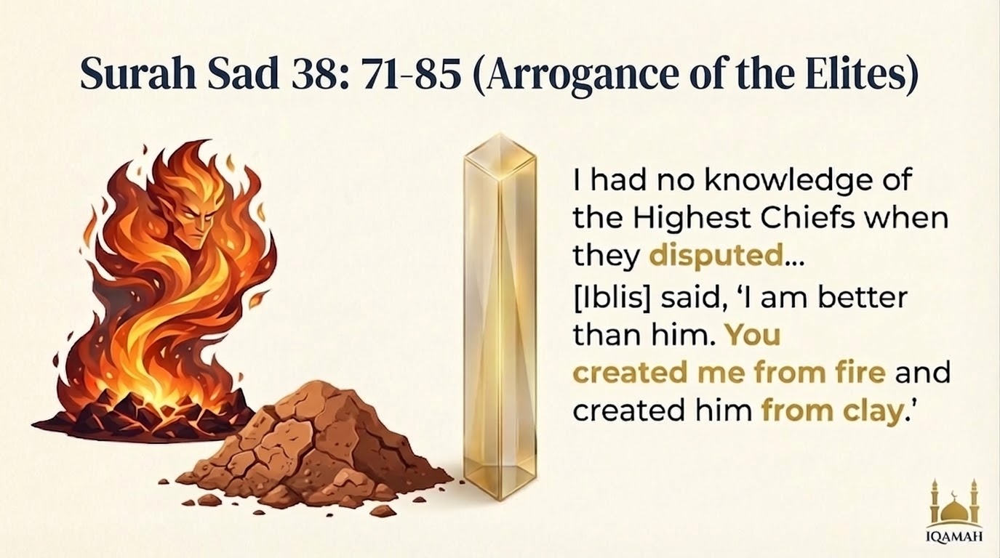 Surah Sad 38: 71-85 (Arrogance of the Elites)
I had no knowledge of
the Highest Chiefs when
they disputed...
[Iblis] said, ‘I am better
than him. You
created me from fire and
created him from clay.’
IQAMAH